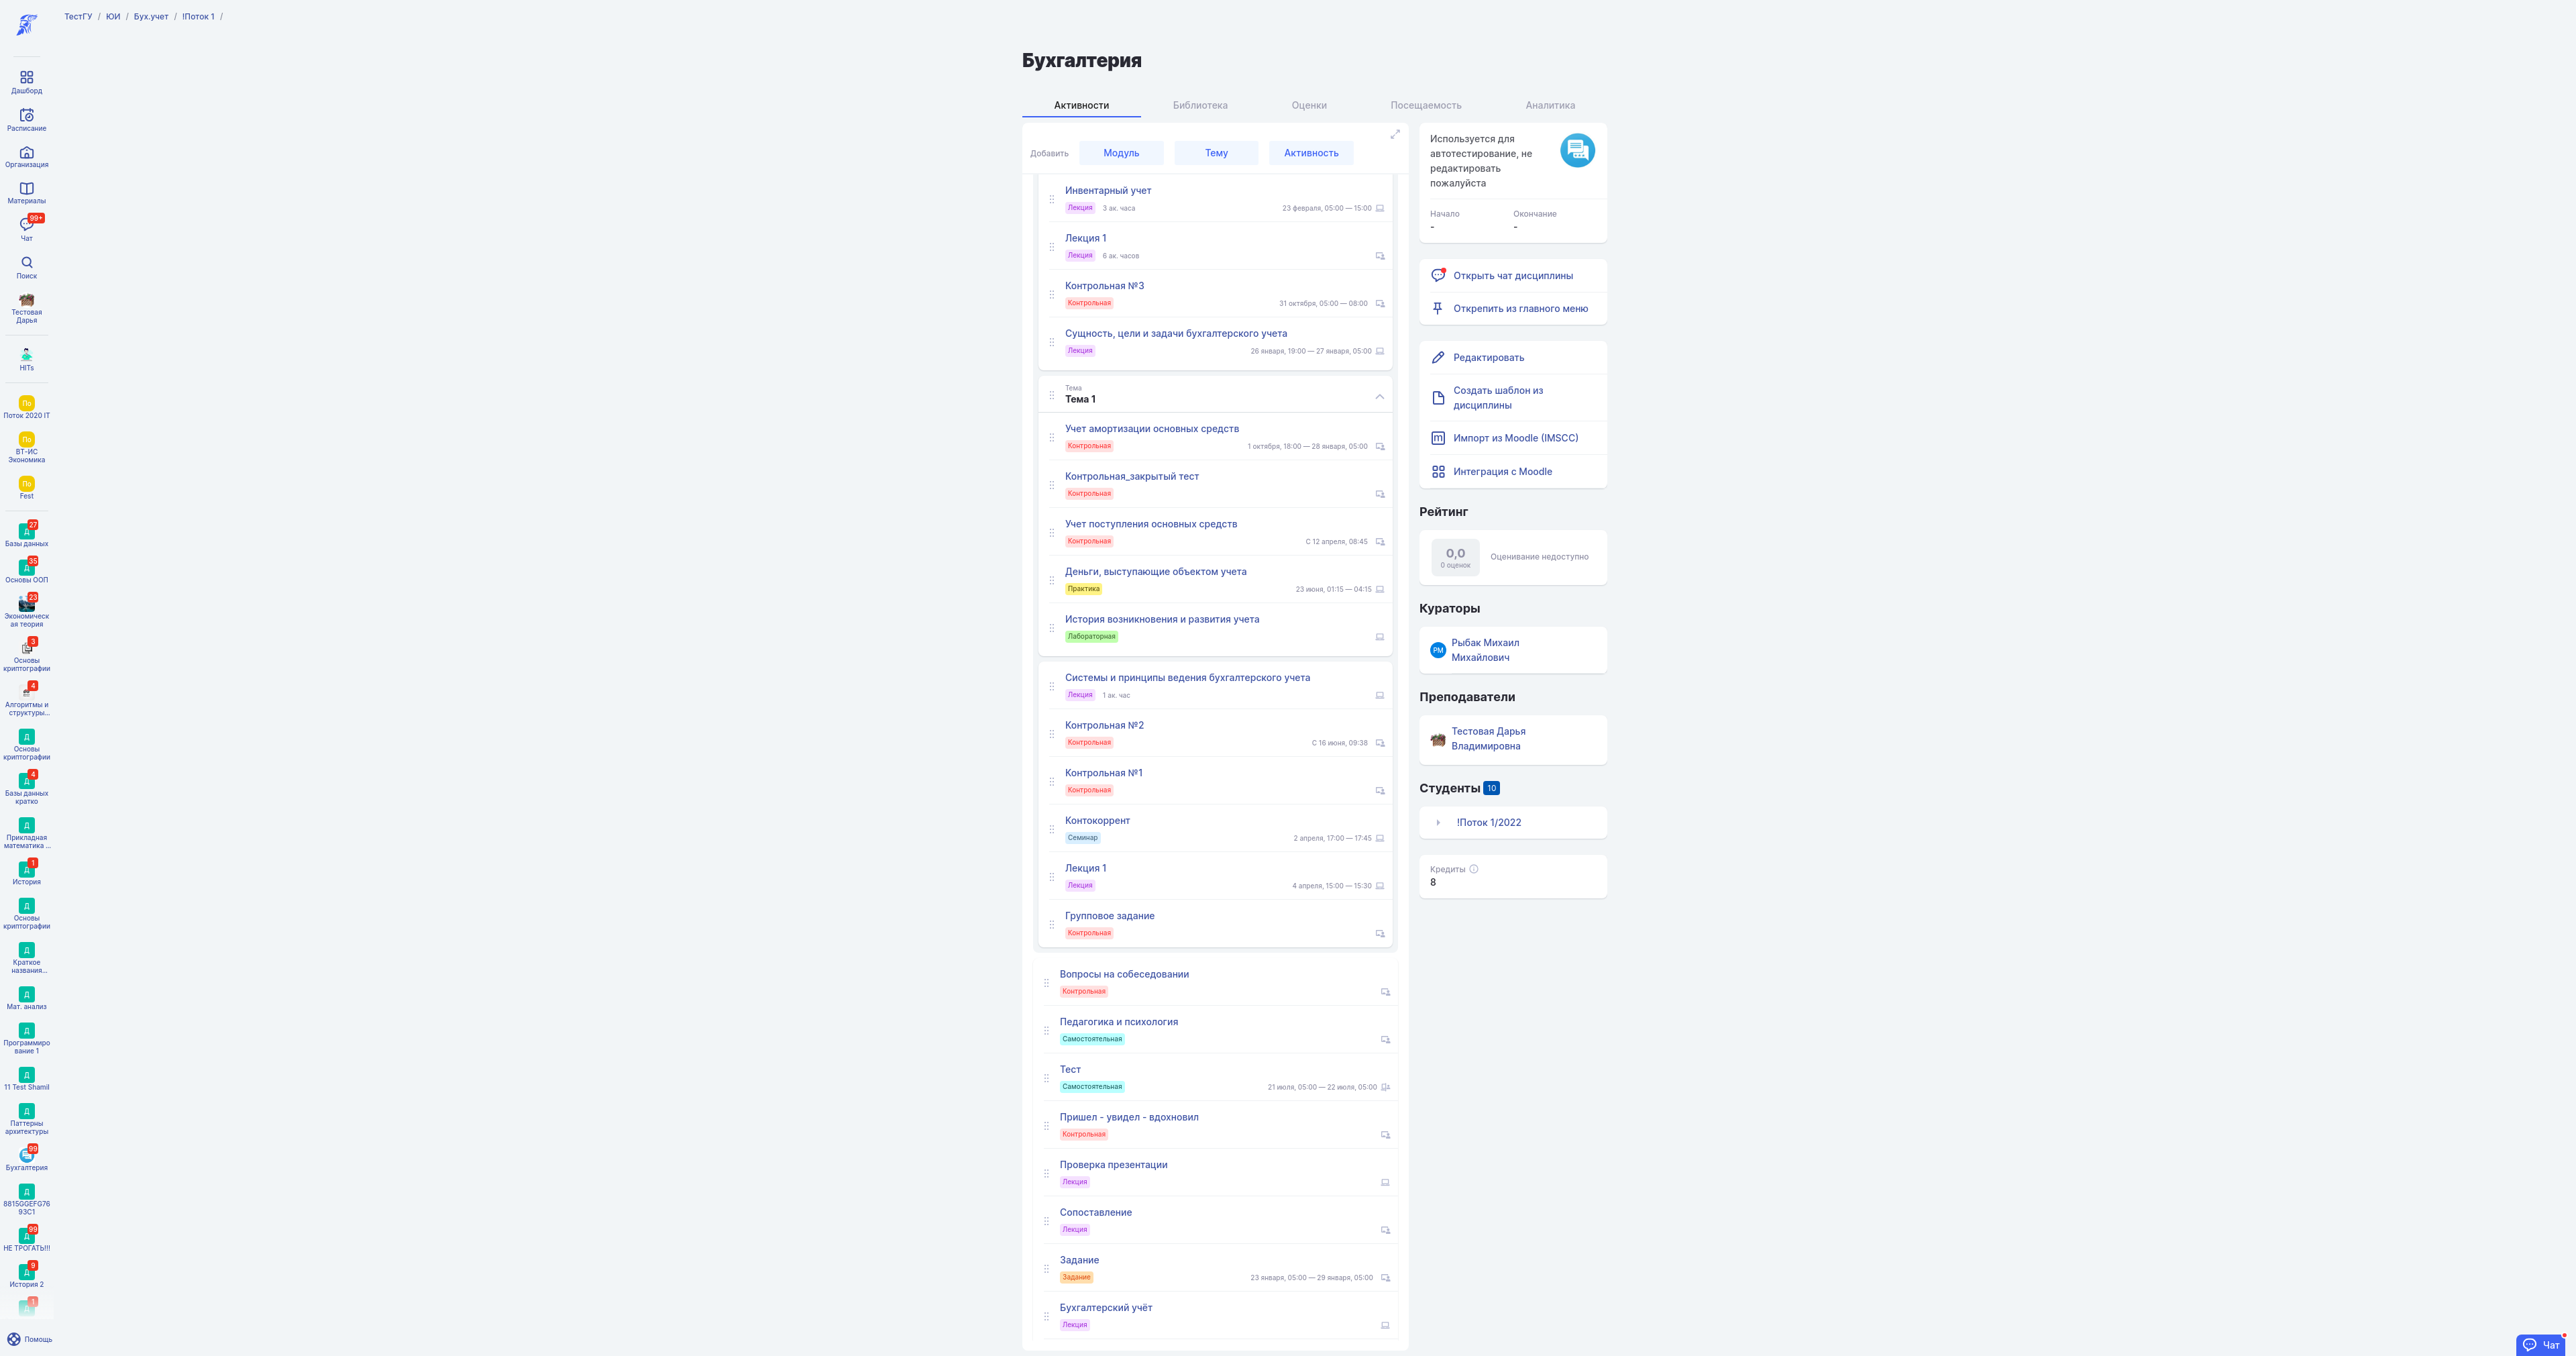 ТестГУ / ЮИ / Бух.учет / !Поток 1 /
Дашборд
Расписание
Организация
Материалы
99+
Чат
Поиск
Тестовая
Дарья
HITs
По
Поток 2020 IT
По
ВТ-ИС
Экономика
По
Fest
27
Д
Базы данных
35
Д
Основы ООП
23
Экономическ
ая теория
3
Основы
криптографии
4
Алгоритмы и
структуры...
Д
Основы
криптографии
4
Д
Базы данных
кратко
Д
Прикладная
математика ...
1
Д
История
Д
Основы
криптографии
Д
Краткое
названия...
Д
Мат. анализ
Д
Программиро
вание 1
Д
11 Test Shamil
Д
Паттерны
архитектуры
99
Бухгалтерия
Д
8815GGEFG76
93C1
99
Д
НЕ ТРОГАТЬ!!!
9
Д
История 2
1
Д
Помощь
Бухгалтерия
Активности
Библиотека
Оценки
Посещаемость
Аналитика
Добавить
Модуль
Тему
Активность
Инвентарный учет
Лекция 3 ак. часа 23 февраля, 05:00 — 15:00
Лекция 1
Лекция 6 ак. часов
Контрольная №3
Контрольная 31 октября, 05:00 — 08:00
Сущность, цели и задачи бухгалтерского учета
Лекция 26 января, 19:00 — 27 января, 05:00
Тема
Тема 1
Учет амортизации основных средств
Контрольная 1 октября, 18:00 — 28 января, 05:00
Контрольная_закрытый тест
Контрольная
Учет поступления основных средств
Контрольная С 12 апреля, 08:45
Деньги, выступающие объектом учета
Практика 23 июня, 01:15 — 04:15
История возникновения и развития учета
Лабораторная
Системы и принципы ведения бухгалтерского учета
Лекция 1 ак. час
Контрольная №2
Контрольная С 16 июня, 09:38
Контрольная №1
Контрольная
Контокоррент
Семинар 2 апреля, 17:00 — 17:45
Лекция 1
Лекция 4 апреля, 15:00 — 15:30
Групповое задание
Контрольная
Вопросы на собеседовании
Контрольная
Педагогика и психология
Самостоятельная
Тест
Самостоятельная 21 июля, 05:00 — 22 июля, 05:00
Пришел - увидел - вдохновил
Контрольная
Проверка презентации
Лекция
Сопоставление
Лекция
Задание
Задание 23 января, 05:00 — 29 января, 05:00
Бухгалтерский учёт
Лекция
Используется для
автотестирование, не
редактировать
пожалуйста
Начало Окончание
- -
Открыть чат дисциплины
Открепить из главного меню
Редактировать
Создать шаблон из
дисциплины
Импорт из Moodle (IMSCC)
Интеграция с Moodle
Рейтинг
0,0
0 оценок
Оценивание недоступно
Кураторы
РМ
Рыбак Михаил
Михайлович
Преподаватели
Тестовая Дарья
Владимировна
Студенты 10
!Поток 1/2022
Кредиты
8
Чат